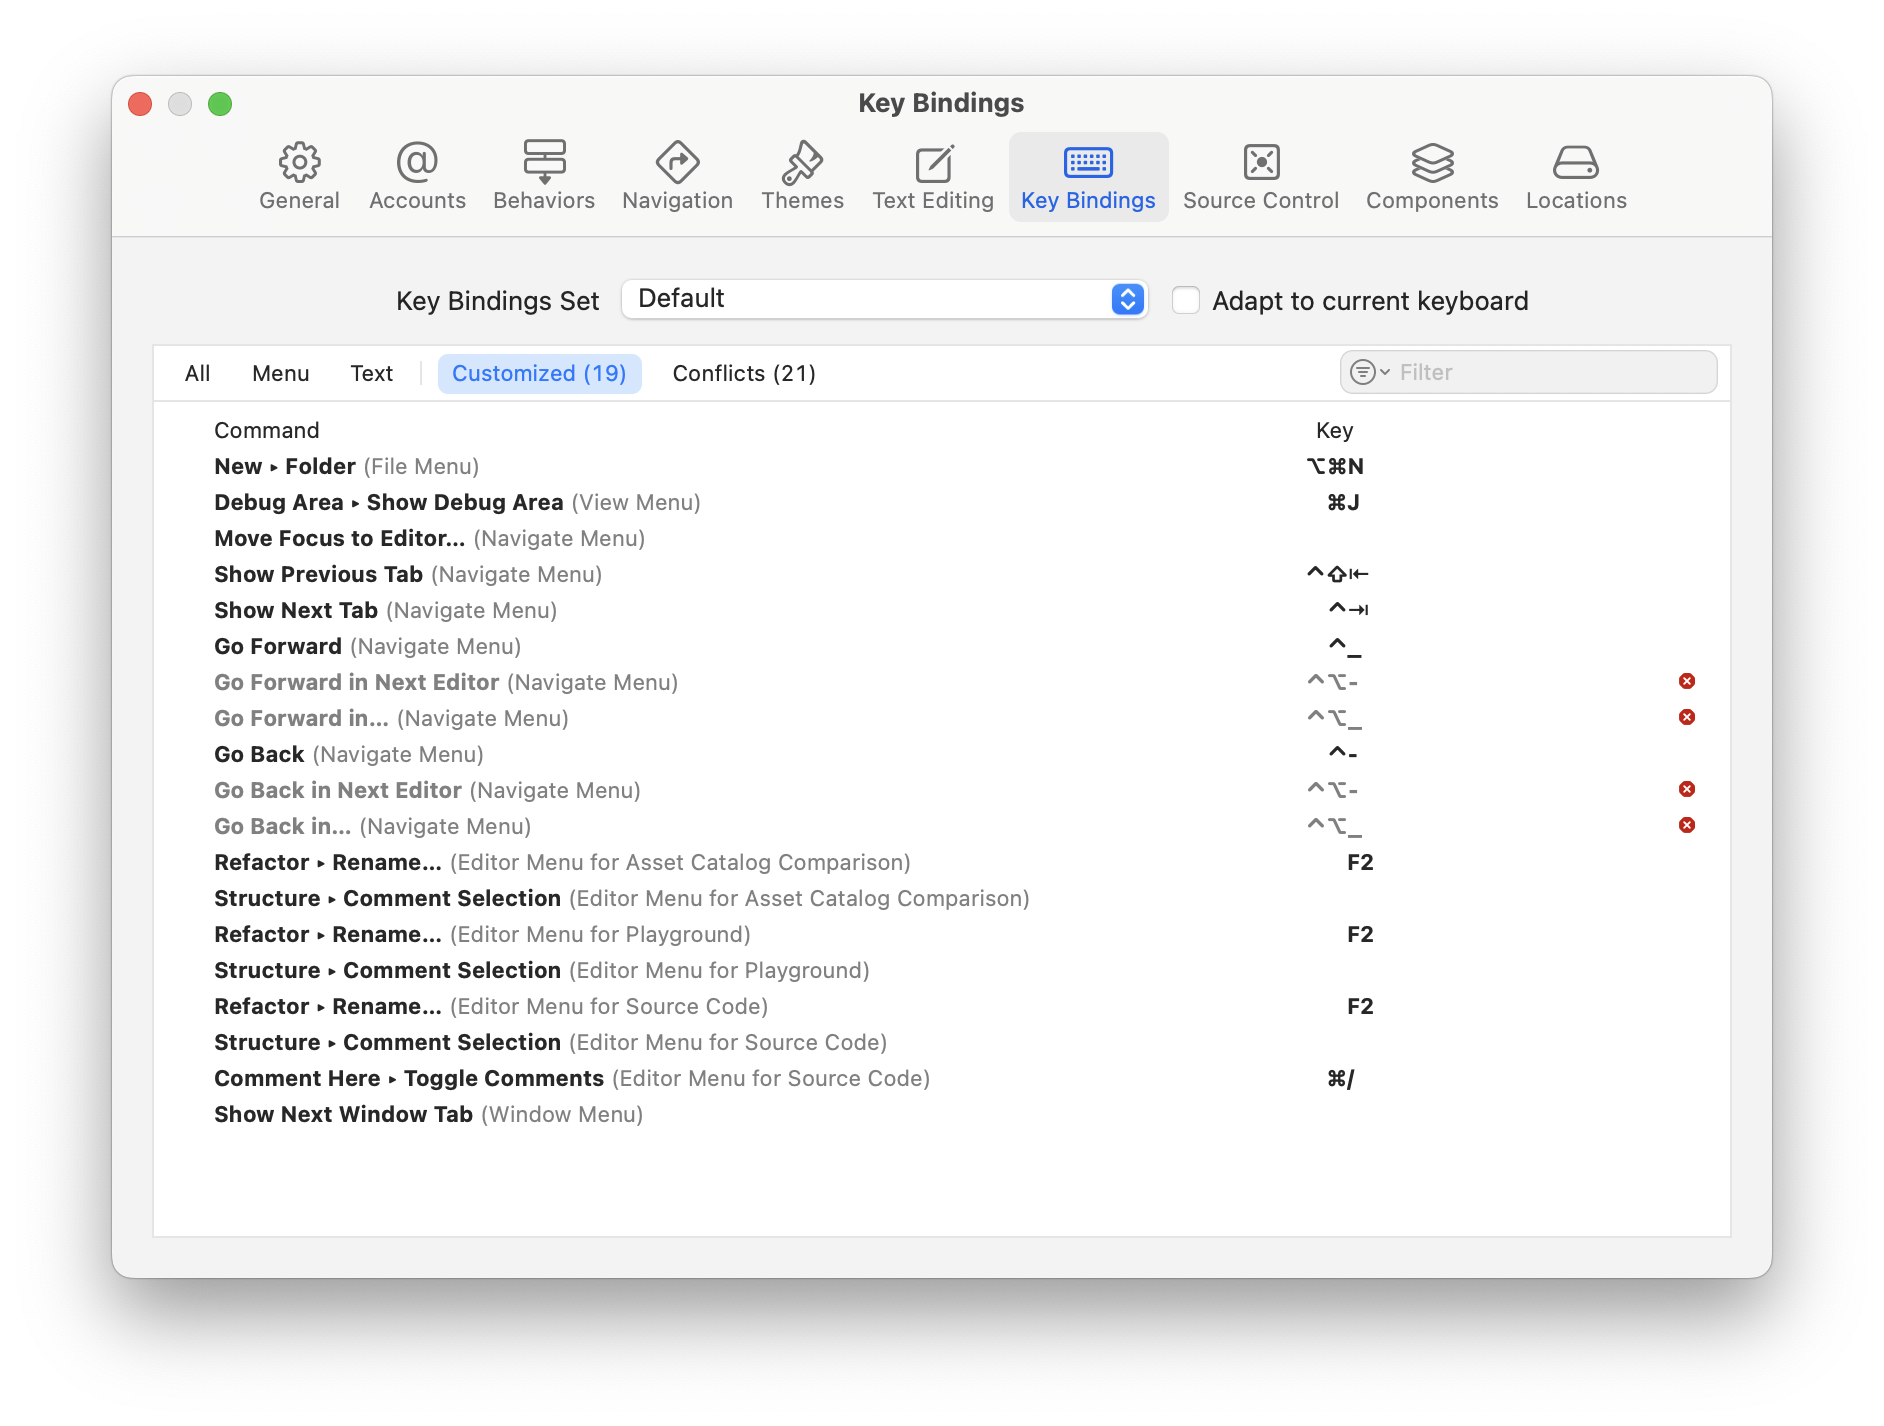 Key Bindings
General Accounts Behaviors Navigation Themes Text Editing Key Bindings Source Control Components Locations
Key Bindings Set Default Adapt to current keyboard
All Menu Text Customized (19) Conflicts (21) Filter
Command Key
New ▸ Folder (File Menu) ⌥⌘N
Debug Area ▸ Show Debug Area (View Menu) ⌘J
Move Focus to Editor... (Navigate Menu)
Show Previous Tab (Navigate Menu) ^⇧⇤
Show Next Tab (Navigate Menu) ^⇥
Go Forward (Navigate Menu) ^_
Go Forward in Next Editor (Navigate Menu) ^⌥-
Go Forward in... (Navigate Menu) ^⌥_
Go Back (Navigate Menu) ^-
Go Back in Next Editor (Navigate Menu) ^⌥-
Go Back in... (Navigate Menu) ^⌥_
Refactor ▸ Rename... (Editor Menu for Asset Catalog Comparison) F2
Structure ▸ Comment Selection (Editor Menu for Asset Catalog Comparison)
Refactor ▸ Rename... (Editor Menu for Playground) F2
Structure ▸ Comment Selection (Editor Menu for Playground)
Refactor ▸ Rename... (Editor Menu for Source Code) F2
Structure ▸ Comment Selection (Editor Menu for Source Code)
Comment Here ▸ Toggle Comments (Editor Menu for Source Code) ⌘/
Show Next Window Tab (Window Menu)